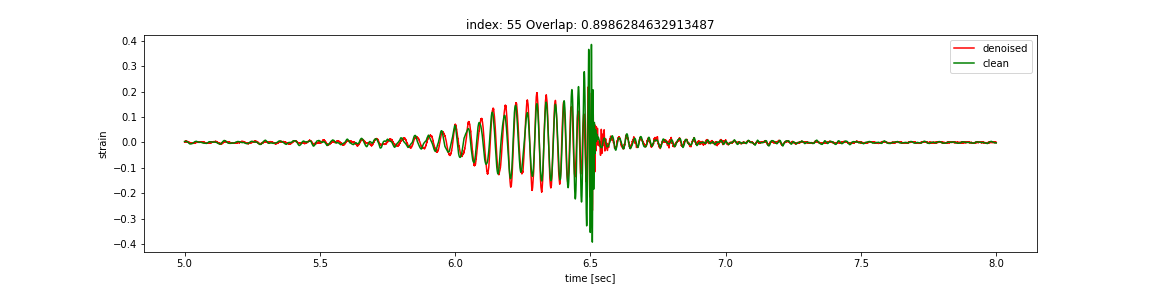 index: 55 Overlap: 0.8986284632913487
denoised
clean
strain
0.4
0.3
0.2
0.1
0.0
−0.1
−0.2
−0.3
−0.4
5.0 5.5 6.0 6.5 7.0 7.5 8.0
time [sec]